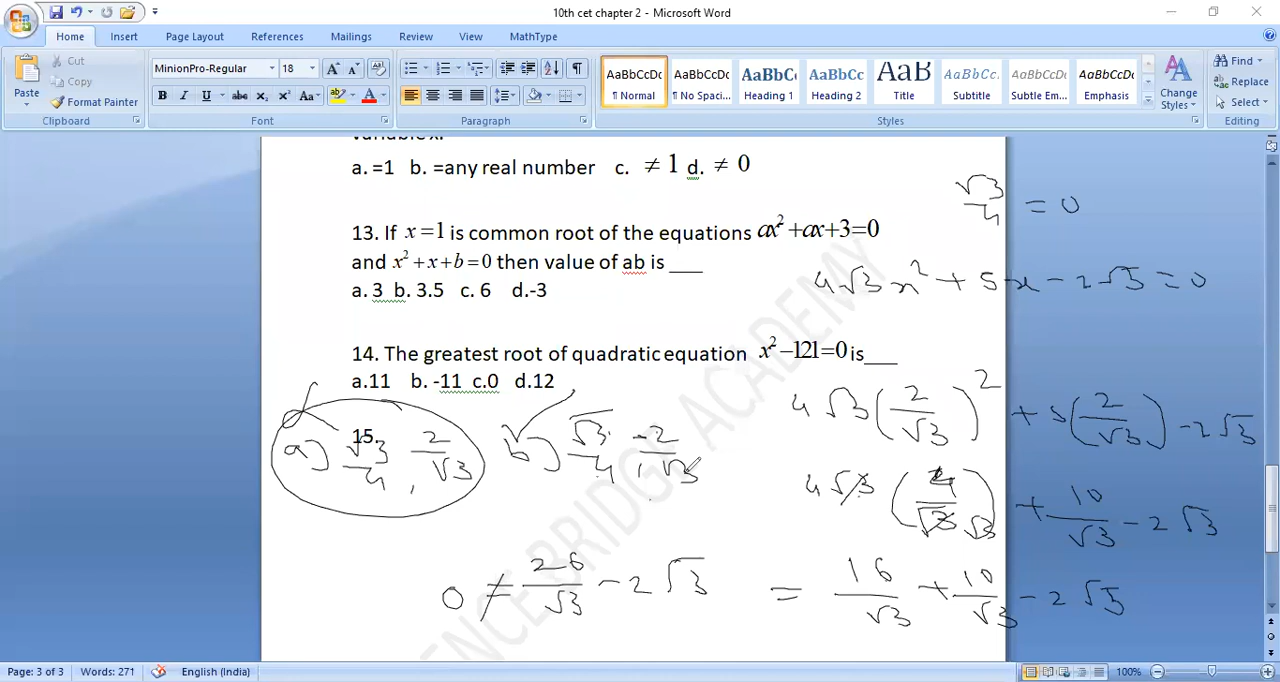 10th cet chapter 2 - Microsoft Word
Home Insert Page Layout References Mailings Review View MathType
Paste
Cut
Copy
Format Painter
MinionPro-Regular 18
AaBbCcDc AaBbCcDc AaBbC AaBbCc AaB AaBbCc AaBbCcDc AaBbCcDc
¶ Normal ¶ No Spaci... Heading 1 Heading 2 Title Subtitle Subtle Em... Emphasis
Change Styles
Find
Replace
Select
Clipboard Font Paragraph Styles Editing
variable x.
a. =1 b. =any real number c. ≠ 1 d. ≠ 0
13. If x = 1 is common root of the equations ax² + ax + 3 = 0
and x² + x + b = 0 then value of ab is ___
a. 3 b. 3.5 c. 6 d.-3
14. The greatest root of quadratic equation x² − 121 = 0 is___
a.11 b. -11 c.0 d.12
15.
√3/4 = 0
4√3x² + 5x − 2√3 = 0
a) √3/4, 2/√3 b) √3/4, −2/√3
4√3(2/√3)² + 5(2/√3) − 2√3
4√3(4/√3√3) + 10/√3 − 2√3
= 16/√3 + 10/√3 − 2√3
0 ≠ 26/√3 − 2√3
ENCE BRIDGE ACADEMY
Page: 3 of 3 Words: 271 English (India) 100%